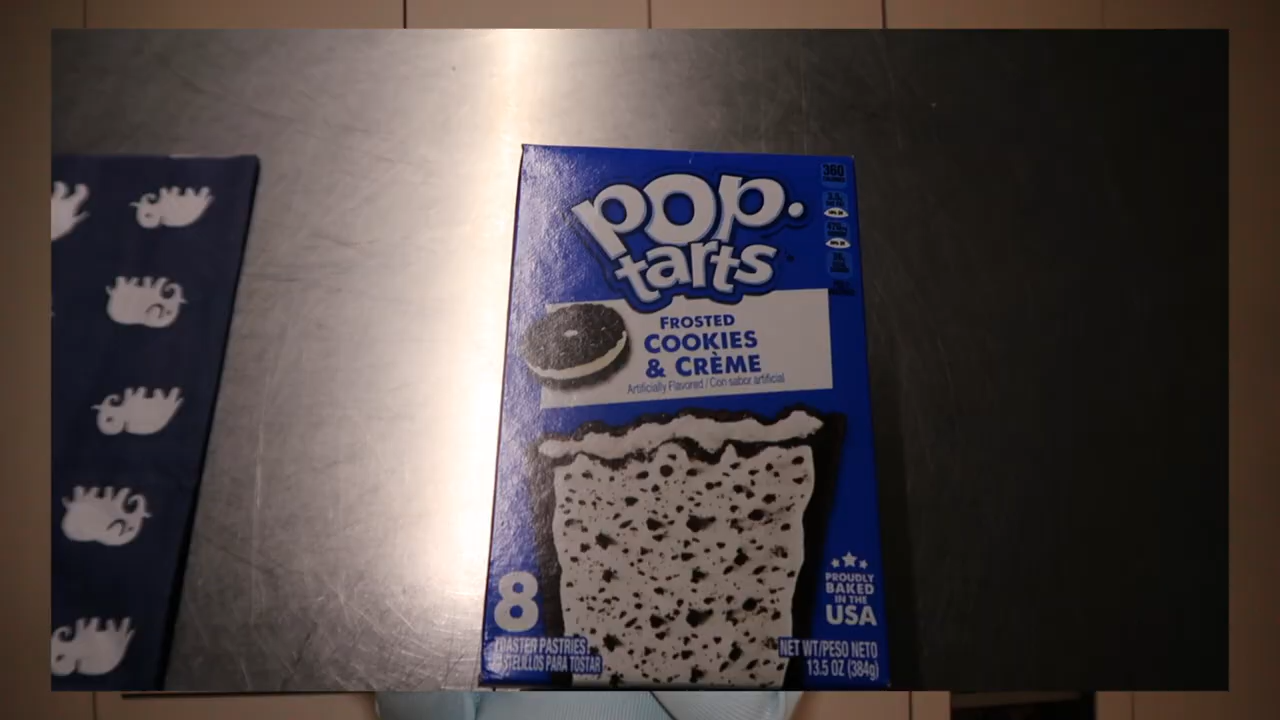 POP.
tarts
FROSTED
COOKIES
& CRÈME
Artificially Flavored / Con sabor artificial
8
TOASTER PASTRIES
PASTELILLOS PARA TOSTAR
PROUDLY
BAKED
IN THE
USA
NET WT/PESO NETO
13.5 OZ (384g)
360